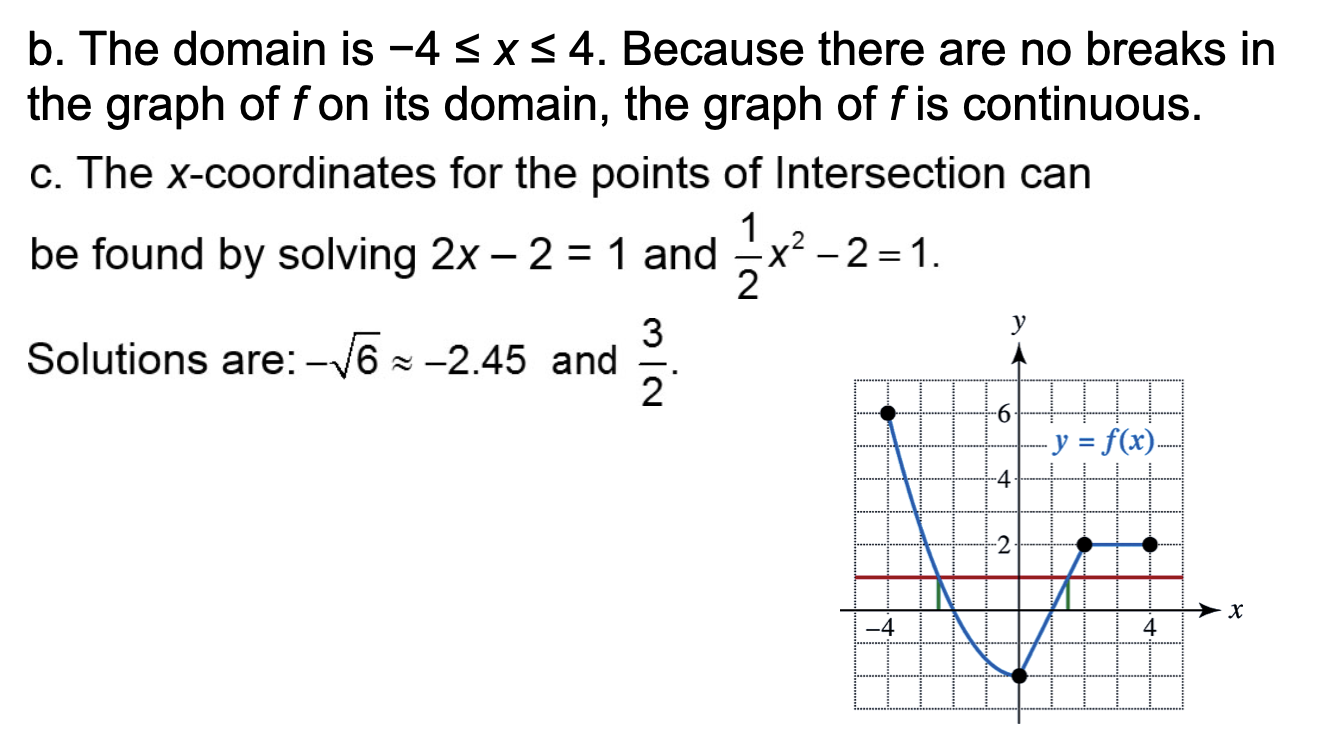 b. The domain is −4 ≤ x ≤ 4. Because there are no breaks in
the graph of f on its domain, the graph of f is continuous.
c. The x-coordinates for the points of Intersection can
be found by solving 2x – 2 = 1 and 1/2 x² – 2 = 1.
Solutions are: –√6 ≈ –2.45 and 3/2.
y
6
y = f(x)
4
2
x
–4
4